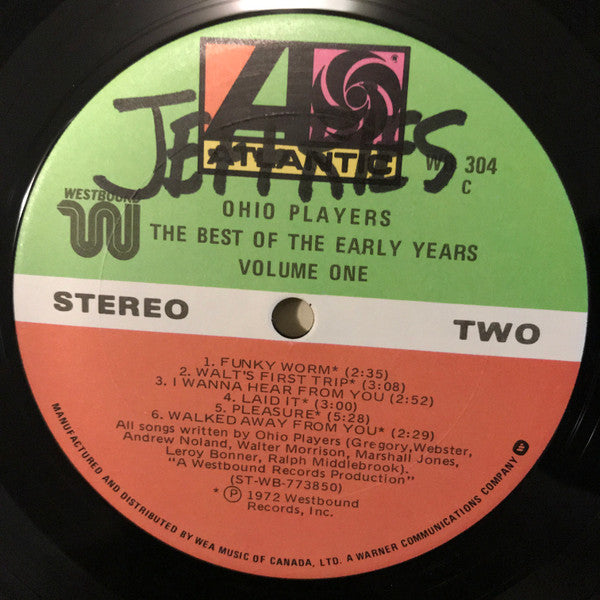 JEFFRIES
ATLANTIC
304
C
WESTBOUND
OHIO PLAYERS
THE BEST OF THE EARLY YEARS
VOLUME ONE
STEREO
TWO
1. FUNKY WORM* (2:35)
2. WALT'S FIRST TRIP* (3:08)
3. I WANNA HEAR FROM YOU (2:52)
4. LAID IT* (3:00)
5. PLEASURE* (5:28)
6. WALKED AWAY FROM YOU* (2:29)
All songs written by Ohio Players (Gregory, Webster,
Andrew Noland, Walter Morrison, Marshall Jones,
Leroy Bonner, Ralph Middlebrook).
"A Westbound Records Production"
(ST-WB-773850)
* Ⓟ 1972 Westbound
Records, Inc.
MANUFACTURED AND DISTRIBUTED BY WEA MUSIC OF CANADA, LTD. A WARNER COMMUNICATIONS COMPANY